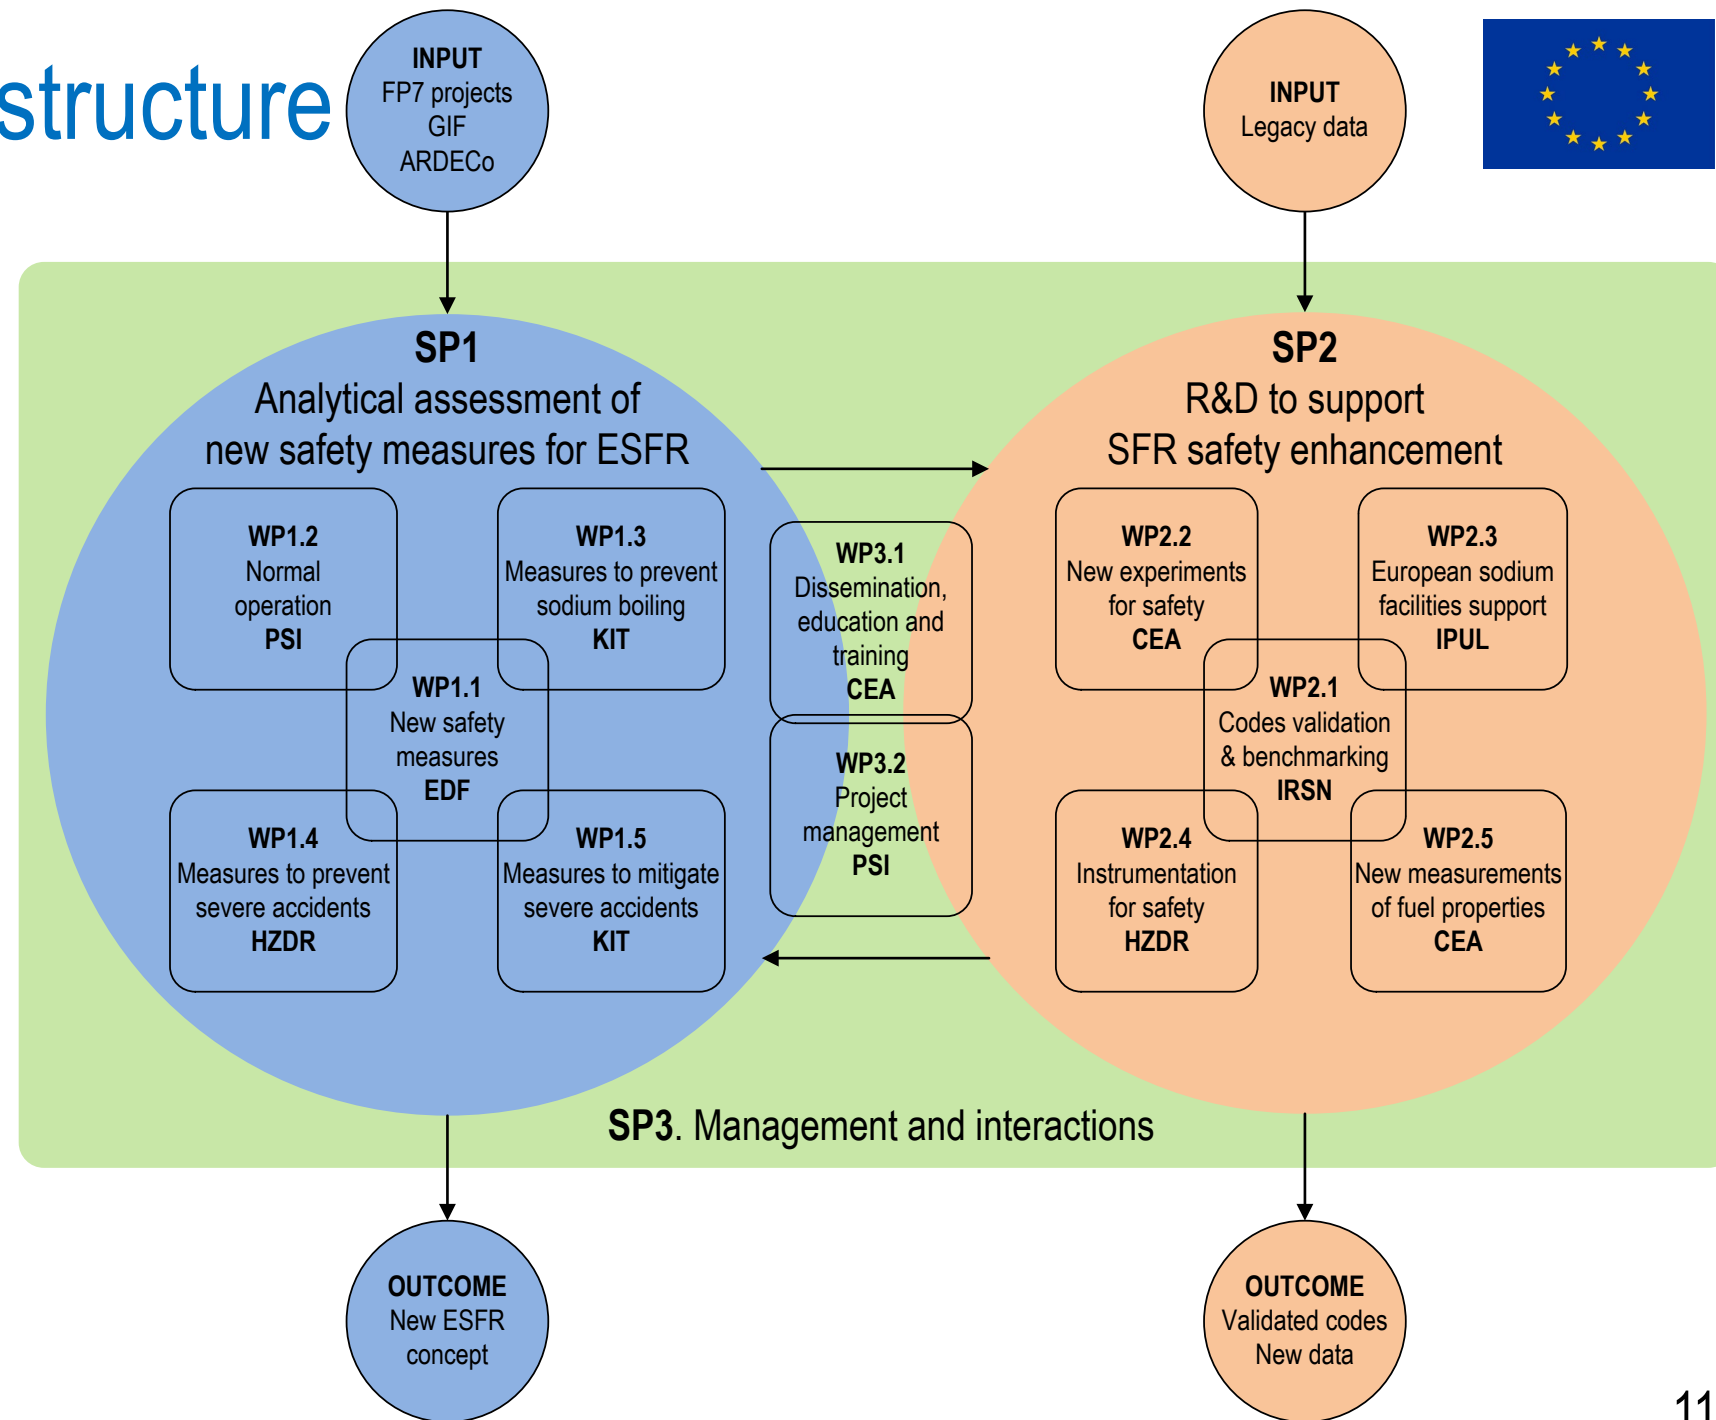 structure
INPUT
FP7 projects
GIF
ARDECo
INPUT
Legacy data
SP1
Analytical assessment of
new safety measures for ESFR
SP2
R&D to support
SFR safety enhancement
WP1.2
Normal
operation
PSI
WP1.3
Measures to prevent
sodium boiling
KIT
WP1.1
New safety
measures
EDF
WP1.4
Measures to prevent
severe accidents
HZDR
WP1.5
Measures to mitigate
severe accidents
KIT
WP3.1
Dissemination,
education and
training
CEA
WP3.2
Project
management
PSI
WP2.2
New experiments
for safety
CEA
WP2.3
European sodium
facilities support
IPUL
WP2.1
Codes validation
& benchmarking
IRSN
WP2.4
Instrumentation
for safety
HZDR
WP2.5
New measurements
of fuel properties
CEA
SP3. Management and interactions
OUTCOME
New ESFR
concept
OUTCOME
Validated codes
New data
11